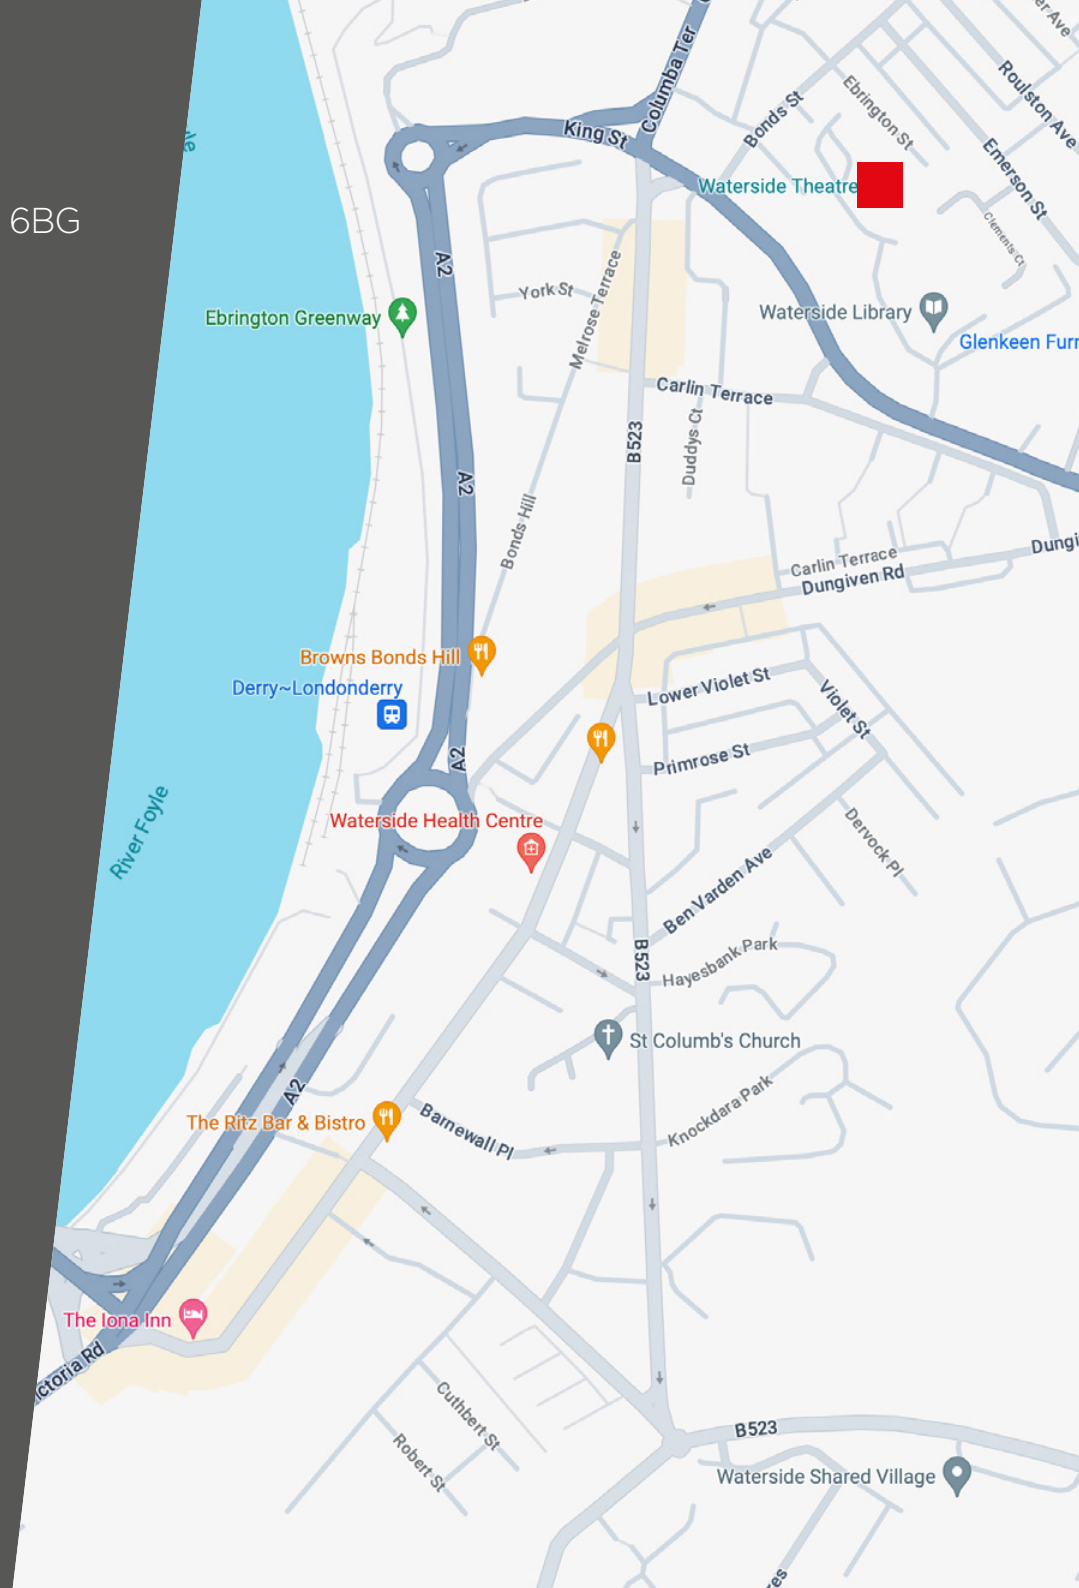 Columba Ter
Roulston Ave
Bonds St
Ebrington St
King St
Emerson St
Waterside Theatre
6BG
Clements Ct
A2
York St
Melrose Terrace
Ebrington Greenway
Waterside Library
Glenkeen Furr
Carlin Terrace
B523
Duddys Ct
A2
Bonds Hill
Carlin Terrace
Dungiven Rd
Dungi
Browns Bonds Hill
Derry~Londonderry
Lower Violet St
Violet St
A2
Primrose St
River Foyle
Waterside Health Centre
Dervock Pl
Ben Varden Ave
B523
Hayesbank Park
St Columb's Church
A2
The Ritz Bar & Bistro
Barnewall Pl
Knockdara Park
The Iona Inn
ictoria Rd
Cuthbert St
Robert St
B523
Waterside Shared Village